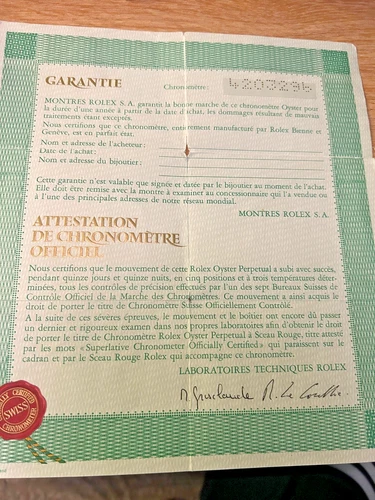 GARANTIE
Chronomètre: 4203296
MONTRES ROLEX S. A. garantit la bonne marche de ce chronomètre Oyster pour
la durée d'une année à partir de la date d'achat, les dommages résultant de mauvais
traitements étant exceptés.
Nous certifions que ce chronomètre, entièrement manufacturé par Rolex Bienne et
Genève, est en parfait état.
Nom et adresse de l'acheteur:
Date de l'achat:
Nom et adresse du bijoutier:
Cette garantie n'est valable que signée et datée par le bijoutier au moment de l'achat.
Elle doit être remise avec la montre à examiner au concessionnaire qui l'a vendue ou
à l'une des principales adresses de notre réseau mondial.
MONTRES ROLEX S. A.
ATTESTATION
DE CHRONOMÈTRE
OFFICIEL
Nous certifions que le mouvement de cette Rolex Oyster Perpetual a subi avec succès,
pendant quinze jours et quinze nuits, en cinq positions et à trois températures déter-
minées, tous les contrôles de précision effectués par l'un des sept Bureaux Suisses de
Contrôle Officiel de la Marche des Chronomètres. Ce mouvement a ainsi acquis le
droit de porter le titre de Chronomètre Suisse Officiellement Contrôlé.
A la suite de ces sévères épreuves, le mouvement et le boîtier ont encore dû passer
un dernier et rigoureux examen dans nos propres laboratoires afin d'obtenir le droit
de porter le titre de Chronomètre Rolex Oyster Perpetual à Sceau Rouge, titre attesté
par les mots «Superlative Chronometer Officially Certified» qui paraissent sur le
cadran et par le Sceau Rouge Rolex qui accompagne ce chronomètre.
LABORATOIRES TECHNIQUES ROLEX
CERTIFIED
SWISS
CHRONOMETER